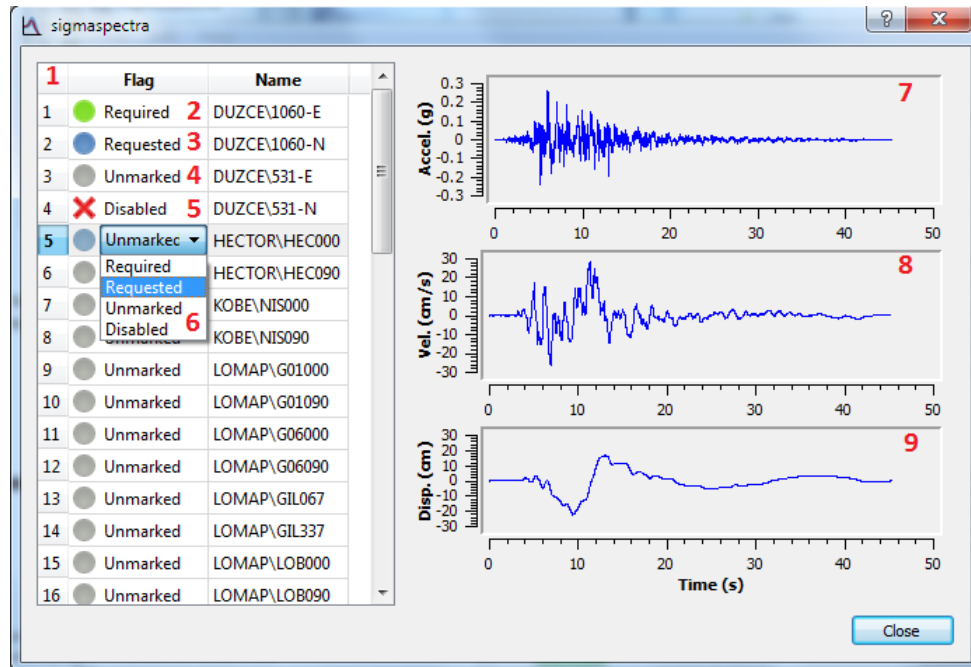 sigmaspectra
?
X
1 Flag Name
1 Required 2 DUZCE\1060-E
2 Requested 3 DUZCE\1060-N
3 Unmarked 4 DUZCE\531-E
4 Disabled 5 DUZCE\531-N
5 Unmarkec HECTOR\HEC000
6 HECTOR\HEC090
Required
Requested
Unmarked
Disabled 6
7 KOBE\NIS000
8 KOBE\NIS090
9 Unmarked LOMAP\G01000
10 Unmarked LOMAP\G01090
11 Unmarked LOMAP\G06000
12 Unmarked LOMAP\G06090
13 Unmarked LOMAP\GIL067
14 Unmarked LOMAP\GIL337
15 Unmarked LOMAP\LOB000
16 Unmarked LOMAP\LOB090
7
Accel. (g)
0.3
0.2
0.1
0
-0.1
-0.2
-0.3
0 10 20 30 40 50
8
Vel. (cm/s)
30
20
10
0
-10
-20
-30
0 10 20 30 40 50
9
Disp. (cm)
30
20
10
0
-10
-20
-30
0 10 20 30 40 50
Time (s)
Close